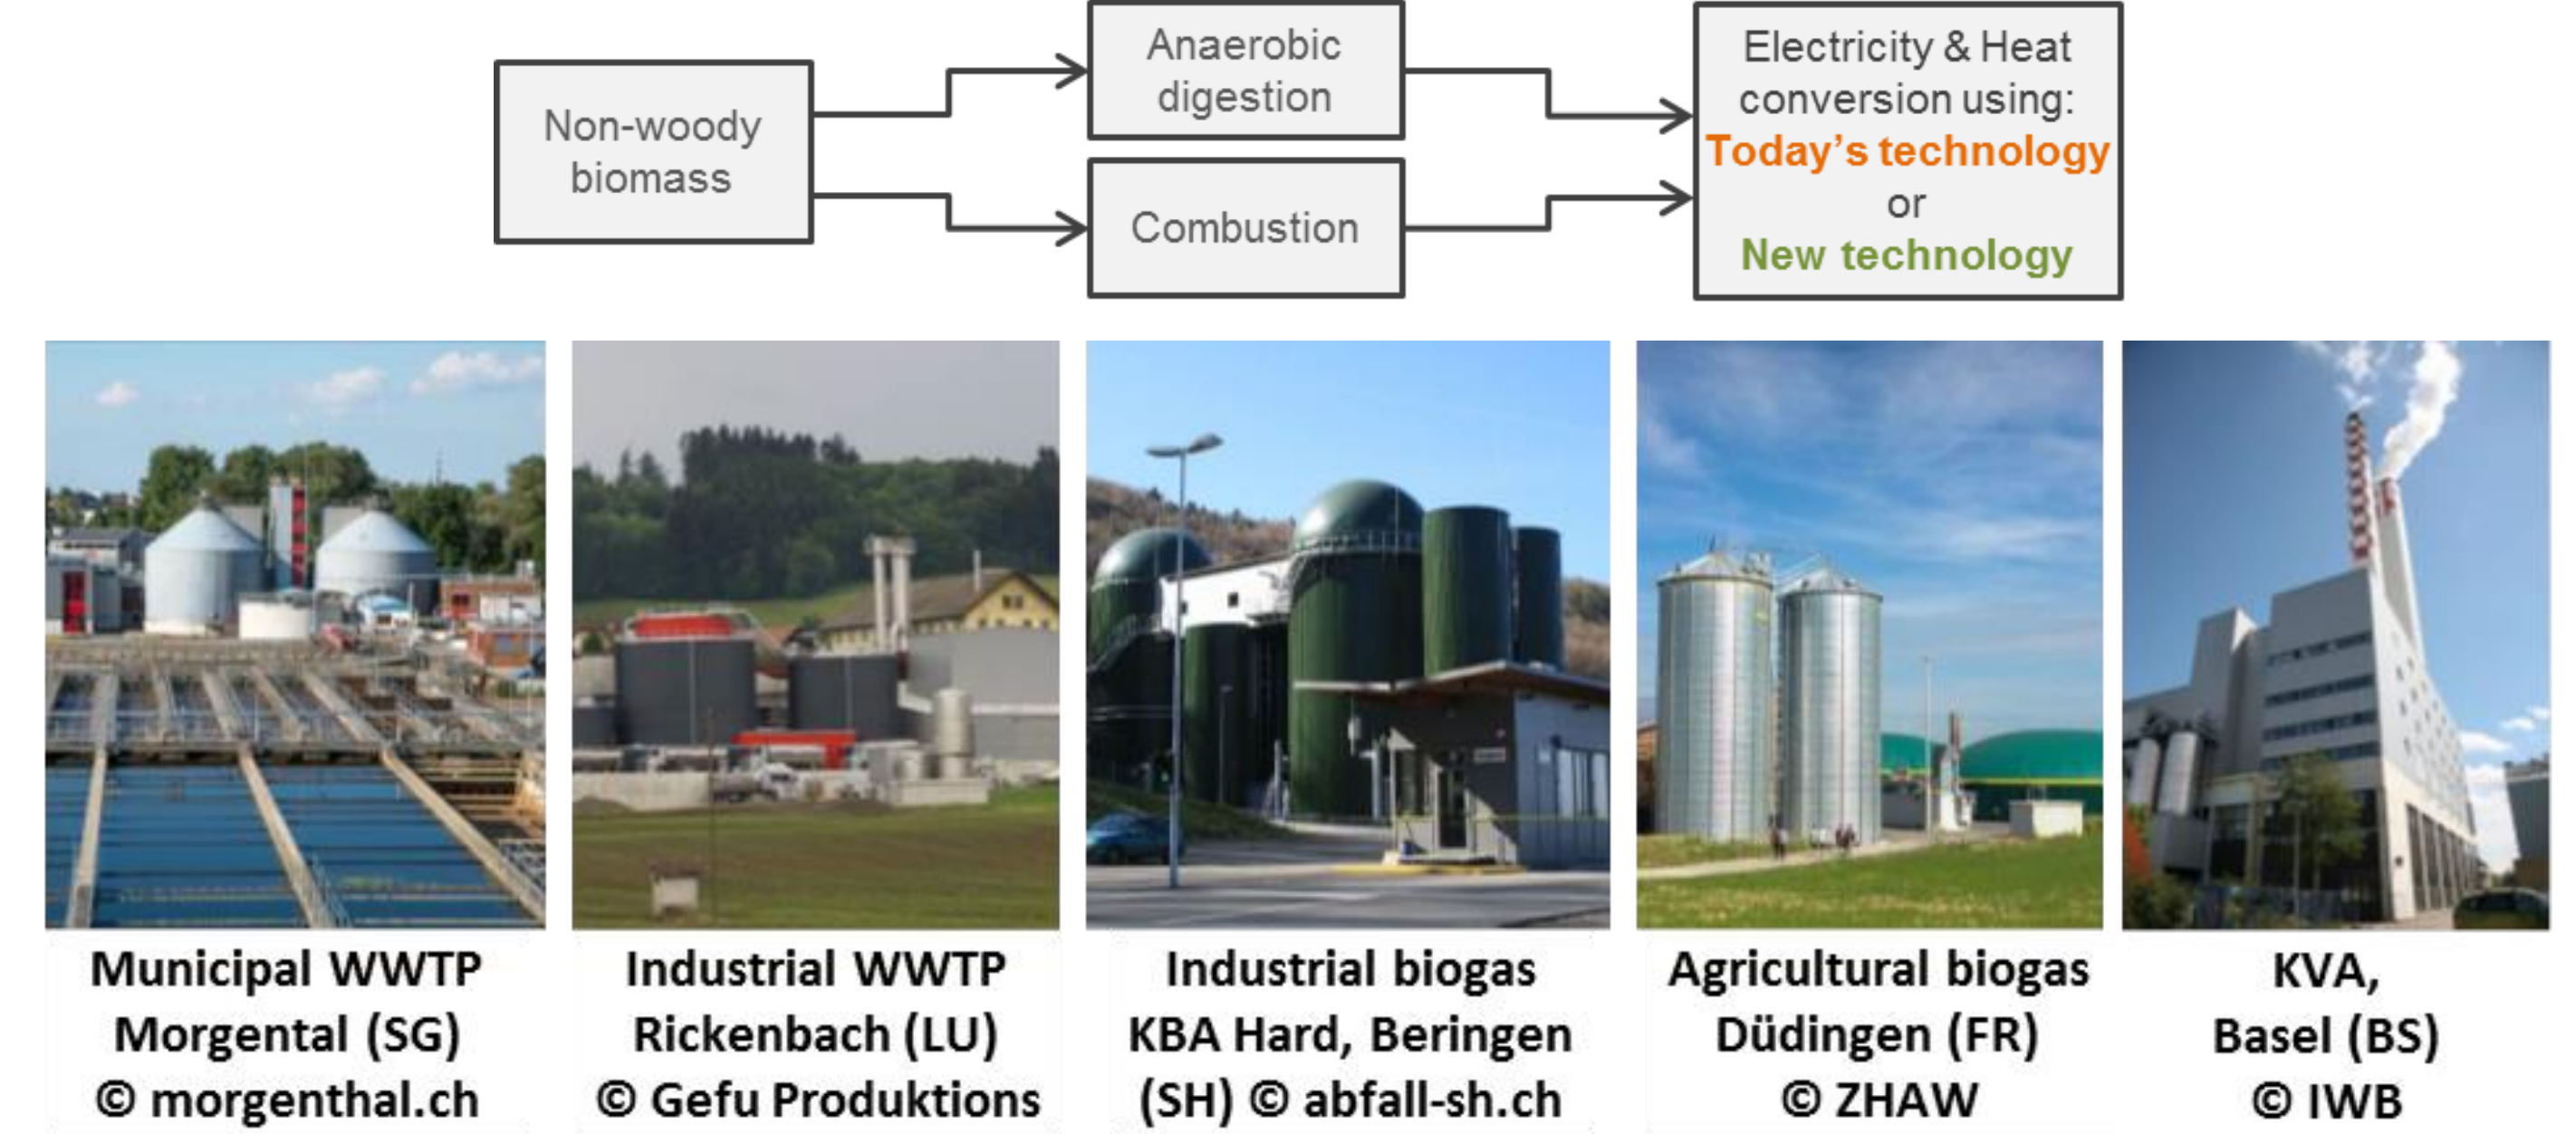 Non-woody
biomass
Anaerobic
digestion
Combustion
Electricity & Heat
conversion using:
Today's technology
or
New technology
Municipal WWTP
Morgental (SG)
© morgenthal.ch
Industrial WWTP
Rickenbach (LU)
© Gefu Produktions
Industrial biogas
KBA Hard, Beringen
(SH) © abfall-sh.ch
Agricultural biogas
Düdingen (FR)
© ZHAW
KVA,
Basel (BS)
© IWB